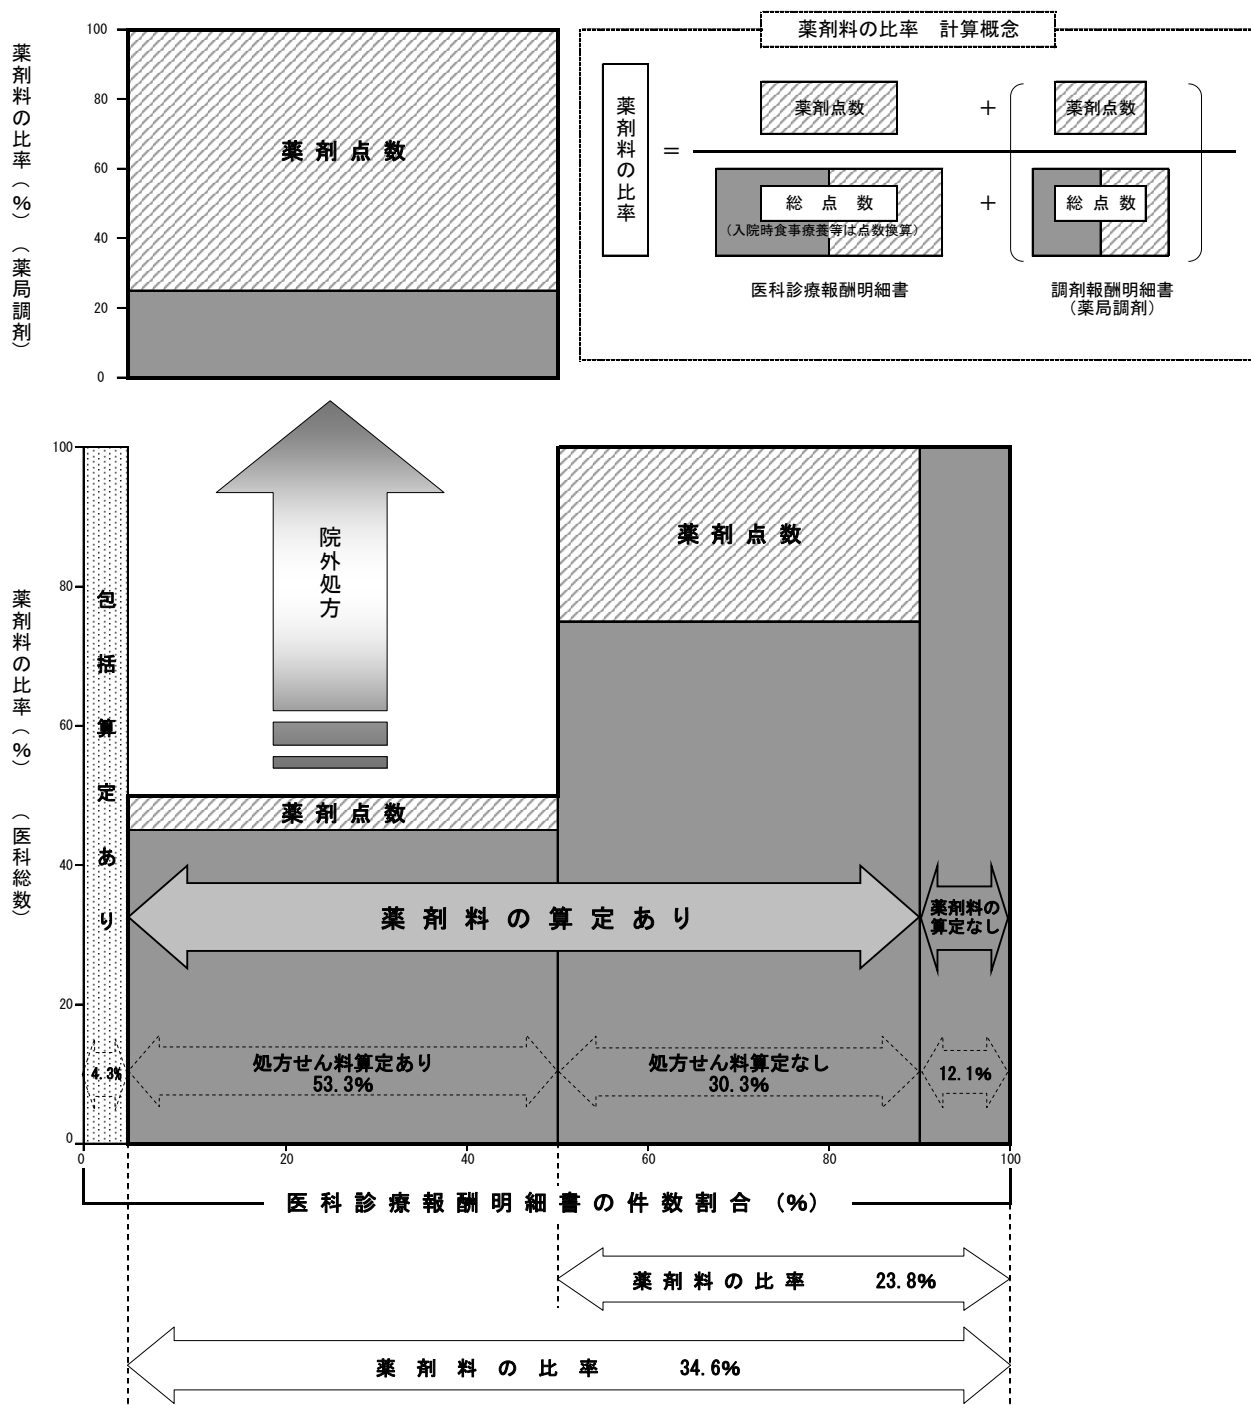 薬剤料の比率(%)(薬局調剤)
100
80
60
40
20
0
薬剤点数
薬剤料の比率 計算概念
薬剤料の比率
=
薬剤点数
+
薬剤点数
総点数
(入院時食事療養等は点数換算)
+
総点数
医科診療報酬明細書
調剤報酬明細書
(薬局調剤)
薬剤料の比率(%) (医科総数)
100
80
60
40
20
0
包括算定あり
院外処方
薬剤点数
薬剤点数
薬剤料の算定あり
薬剤料の
算定なし
4.3%
処方せん料算定あり
53.3%
処方せん料算定なし
30.3%
12.1%
0
20
40
60
80
100
医科診療報酬明細書の件数割合(%)
薬剤料の比率 23.8%
薬剤料の比率 34.6%